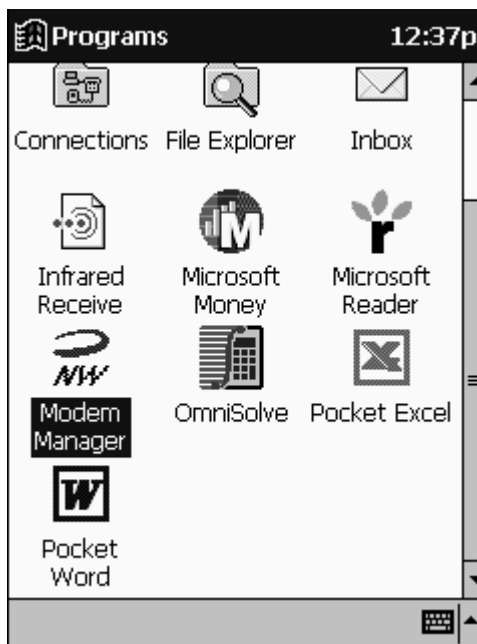 Programs 12:37p
Connections File Explorer Inbox
Infrared Receive Microsoft Money Microsoft Reader
NW
Modem Manager OmniSolve Pocket Excel
W
Pocket Word